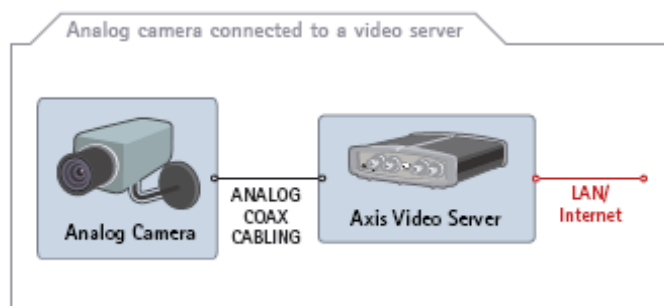 Analog camera connected to a video server
Analog Camera
ANALOG
COAX
CABLING
Axis Video Server
LAN/
Internet